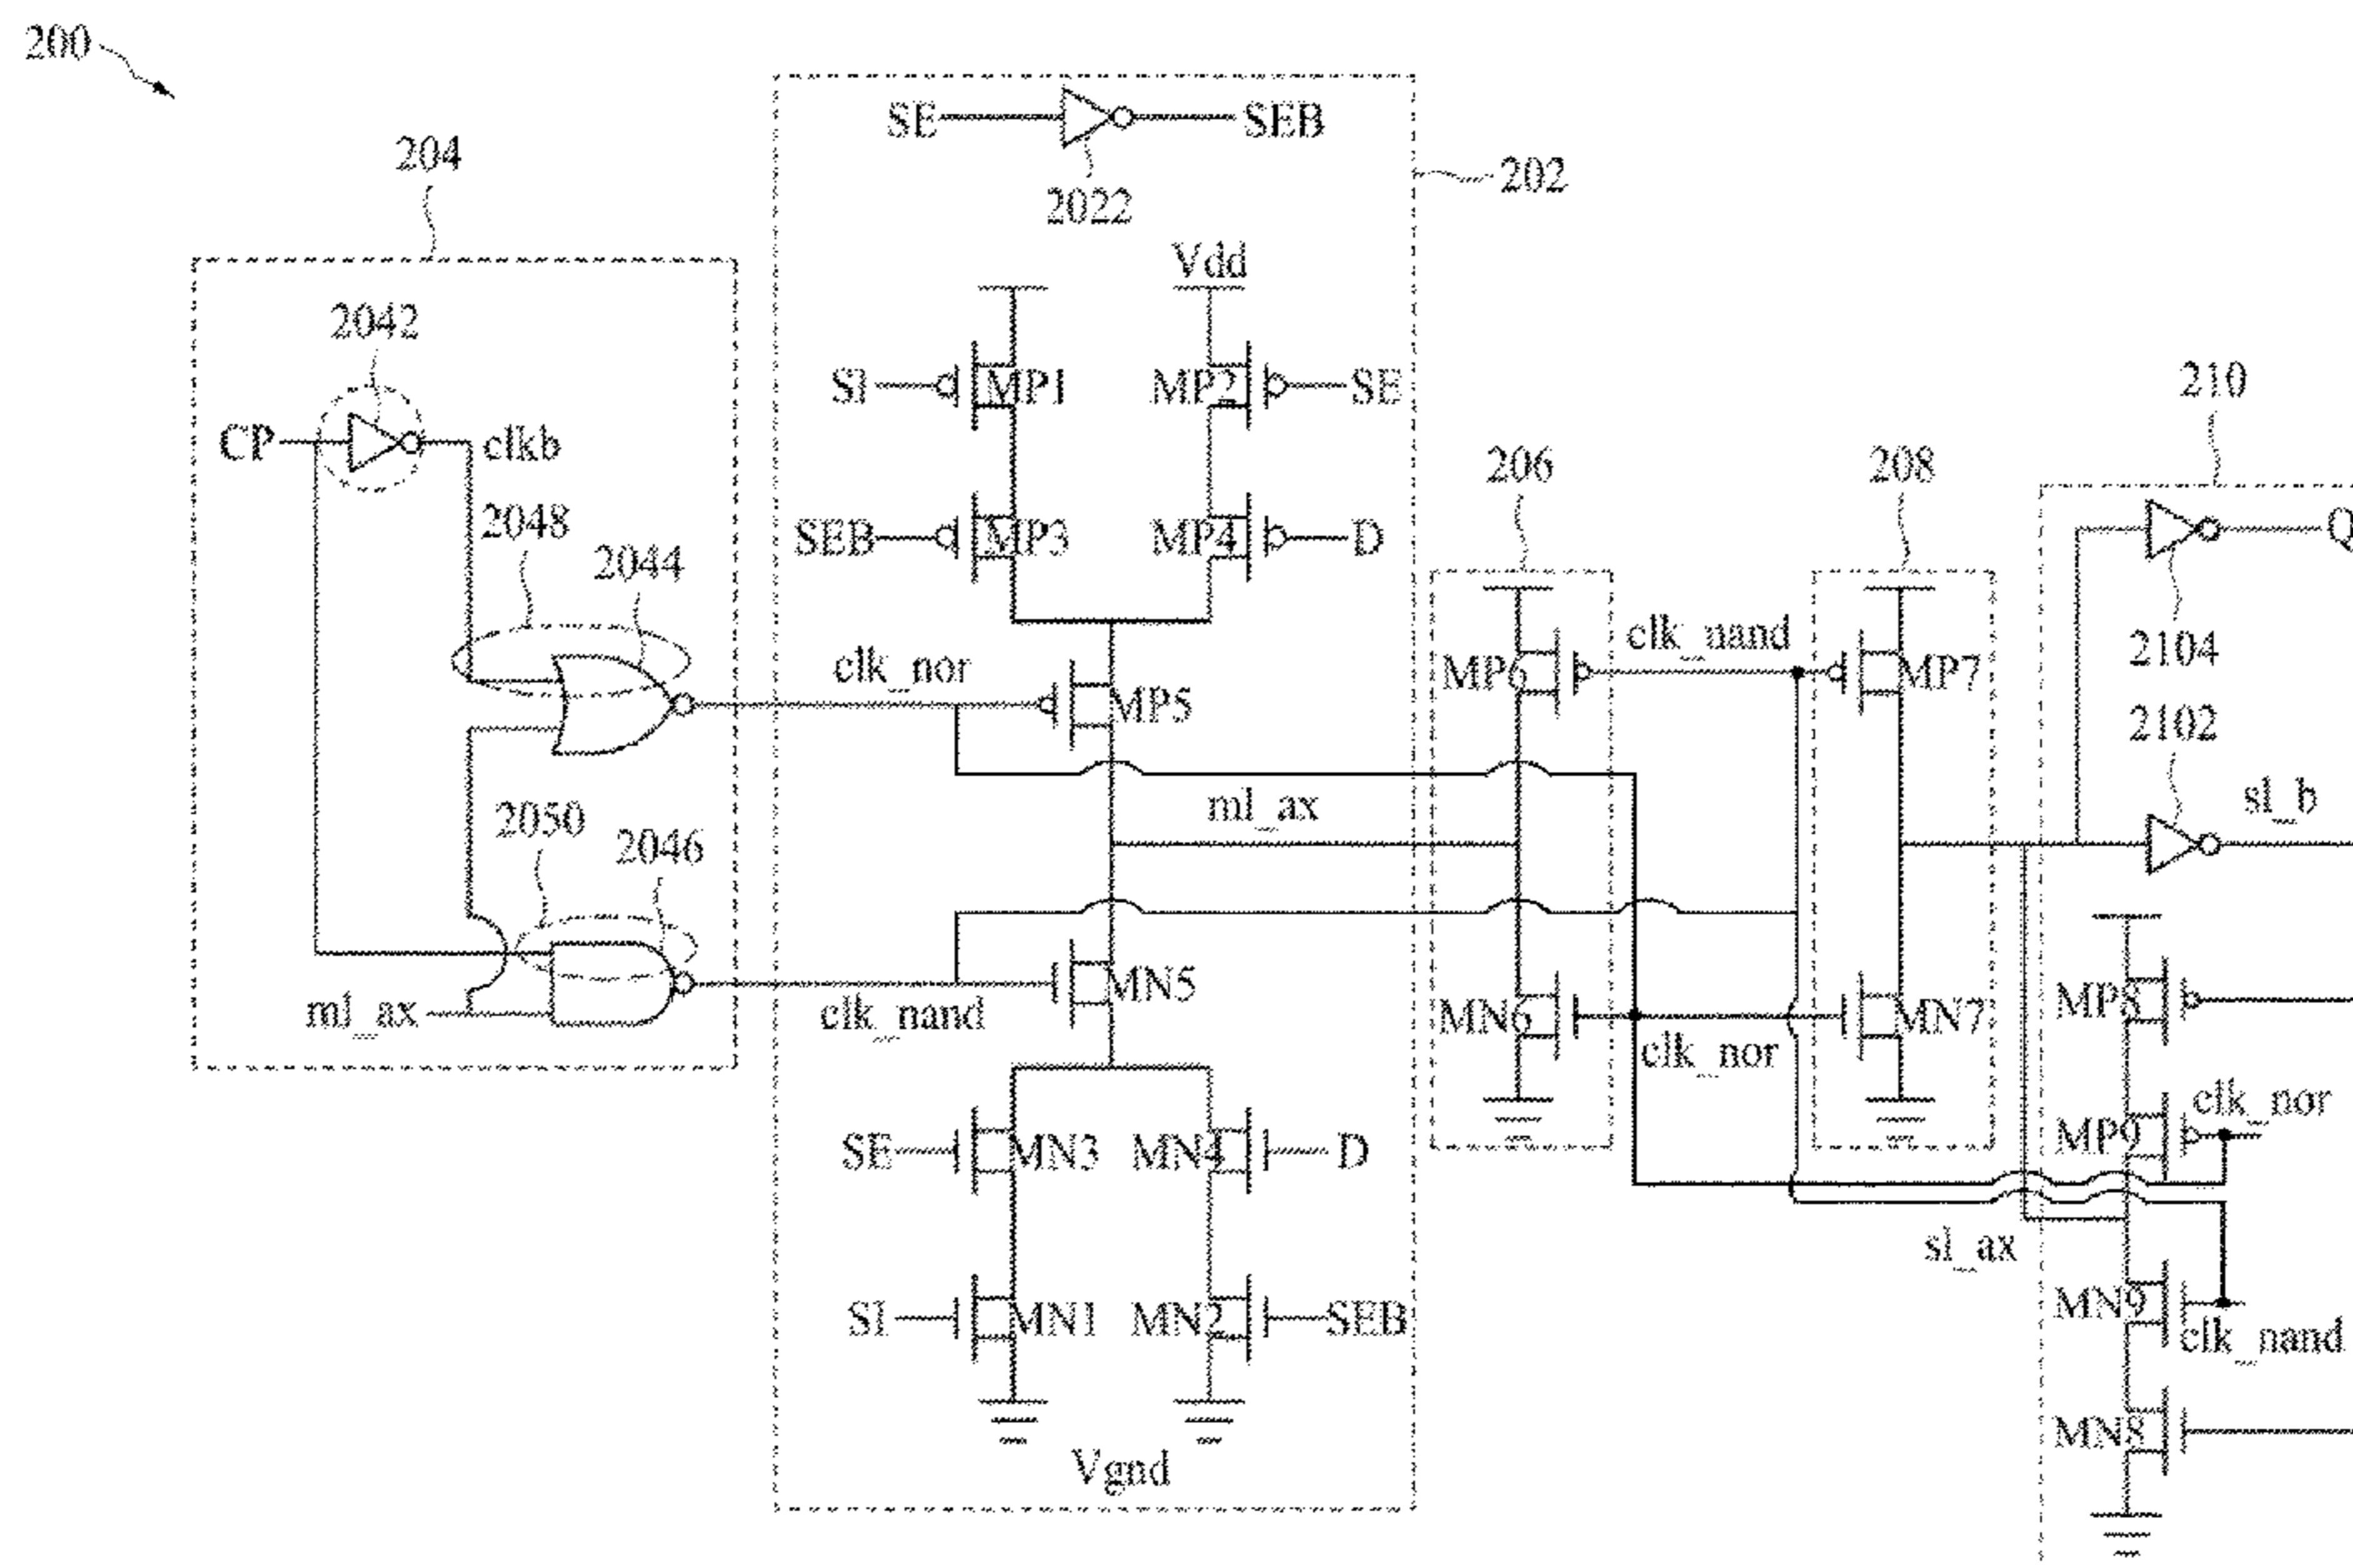 200
SE
SEB
204
202
2022
Vdd
2042
SI
MP1
MP2
SE
210
CP
clkb
206
208
2048
SEB
MP3
MP4
D
Q
2044
clk_nor
clk_nand
MP6
MP7
2104
MP5
2102
ml_ax
sl_b
2050
2046
ml_ax
clk_nand
MN5
MN6
MN7
MP8
clk_nor
clk_nor
SE
MN3
MN4
D
MP9
sl_ax
SI
MN1
MN2
SEB
MN9
clk_nand
MN8
Vgnd